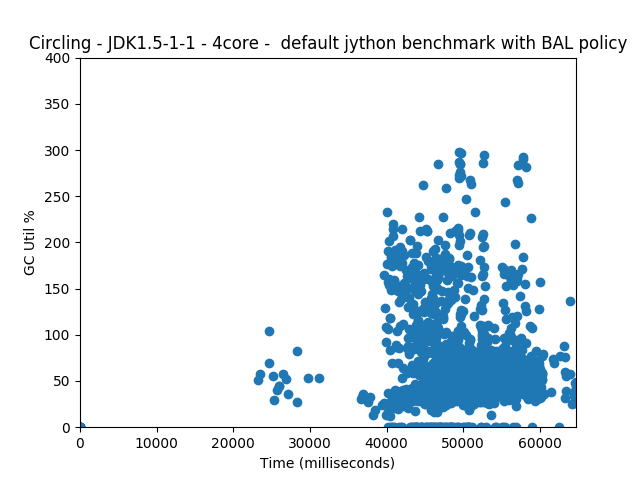 Circling - JDK1.5-1-1 - 4core -  default jython benchmark with BAL policy
400
350
300
250
200
150
100
50
0
GC Util %
0 10000 20000 30000 40000 50000 60000
Time (milliseconds)